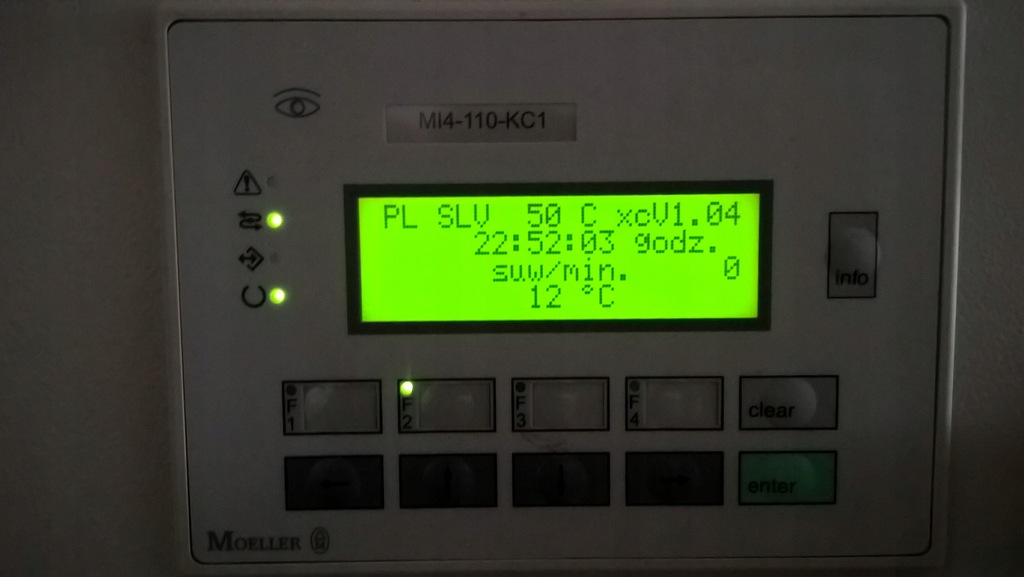 MI4-110-KC1
PL SLV 50 C xcV1.04
22:52:03 godz.
suw/min. 0
12 °C
info
F1
F2
F3
F4
clear
enter
MOELLER